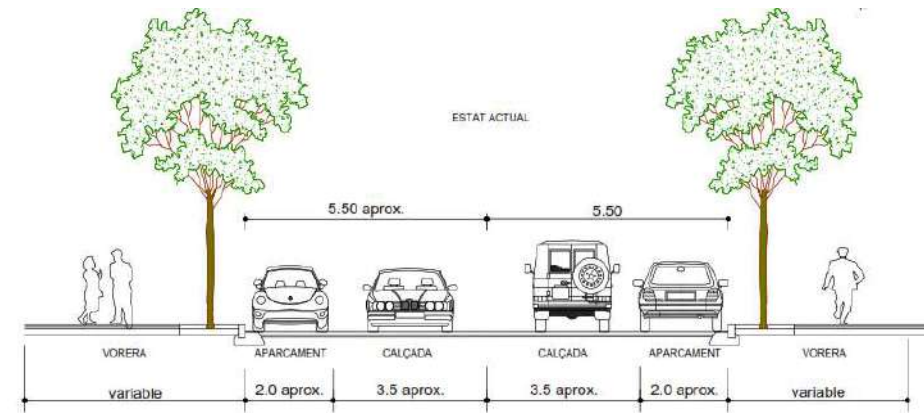 ESTAT ACTUAL
5.50 aprox.
5.50
VORERA
APARCAMENT
CALÇADA
CALÇADA
APARCAMENT
VORERA
variable
2.0 aprox.
3.5 aprox.
3.5 aprox.
2.0 aprox.
variable